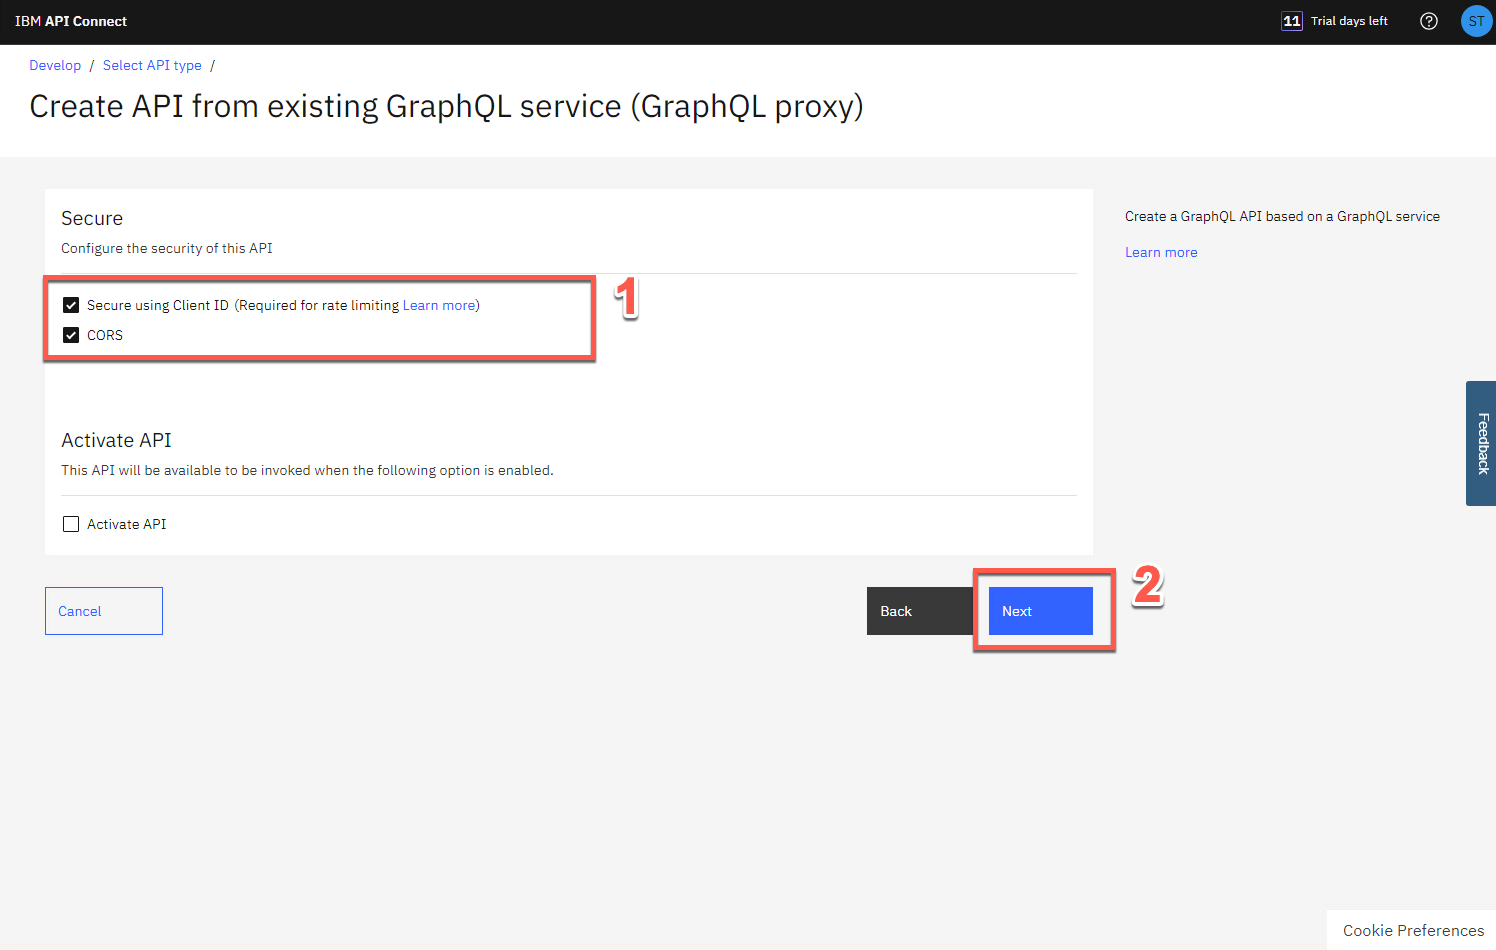 IBM API Connect
11 Trial days left
ST
Develop / Select API type /
Create API from existing GraphQL service (GraphQL proxy)
Secure
Configure the security of this API
Secure using Client ID (Required for rate limiting Learn more)
1
CORS
Create a GraphQL API based on a GraphQL service
Learn more
Activate API
This API will be available to be invoked when the following option is enabled.
Activate API
Feedback
Cancel
Back
Next
2
Cookie Preferences